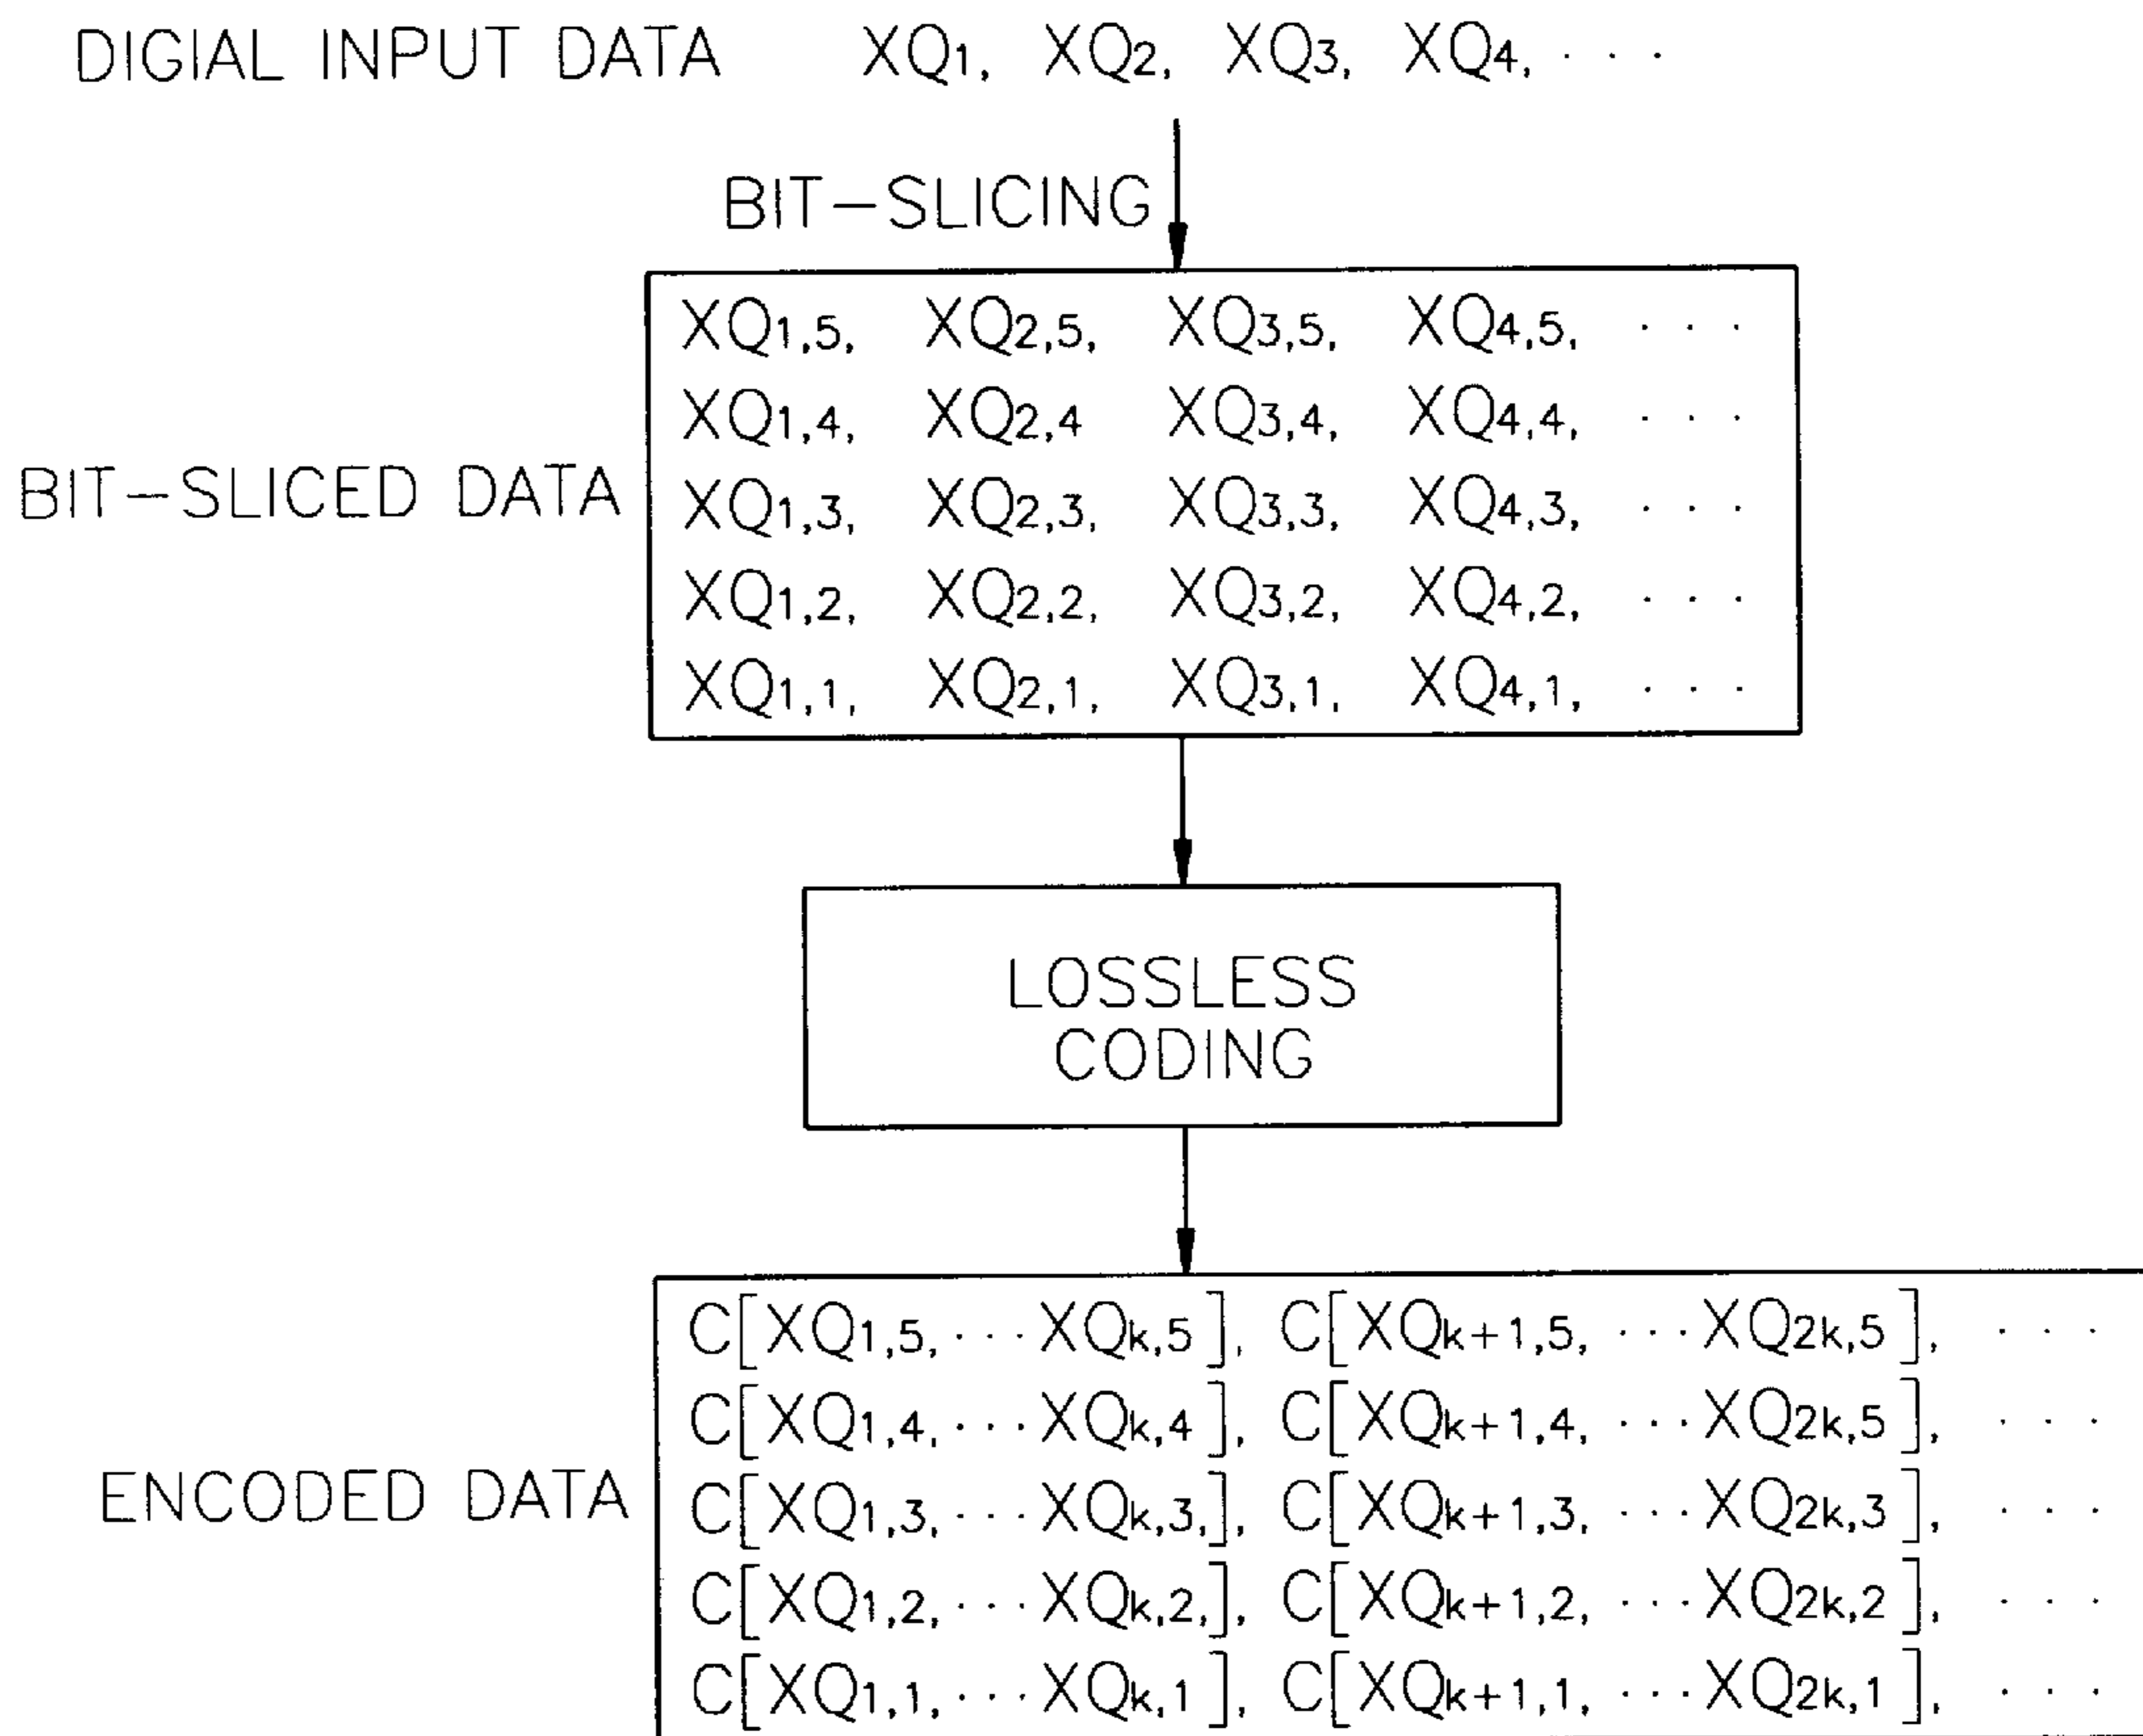 DIGIAL INPUT DATA XQ1, XQ2, XQ3, XQ4, · · ·
BIT-SLICING
XQ1,5, XQ2,5, XQ3,5, XQ4,5, · · ·
XQ1,4, XQ2,4 XQ3,4, XQ4,4, · · ·
BIT-SLICED DATA
XQ1,3, XQ2,3, XQ3,3, XQ4,3, · · ·
XQ1,2, XQ2,2, XQ3,2, XQ4,2, · · ·
XQ1,1, XQ2,1, XQ3,1, XQ4,1, · · ·
LOSSLESS
CODING
C[XQ1,5, ··· XQk,5], C[XQk+1,5, ··· XQ2k,5], · · ·
C[XQ1,4, ··· XQk,4], C[XQk+1,4, ··· XQ2k,5], · · ·
ENCODED DATA
C[XQ1,3, ··· XQk,3,], C[XQk+1,3, ··· XQ2k,3], · · ·
C[XQ1,2, ··· XQk,2,], C[XQk+1,2, ··· XQ2k,2], · · ·
C[XQ1,1, ··· XQk,1], C[XQk+1,1, ··· XQ2k,1], · · ·